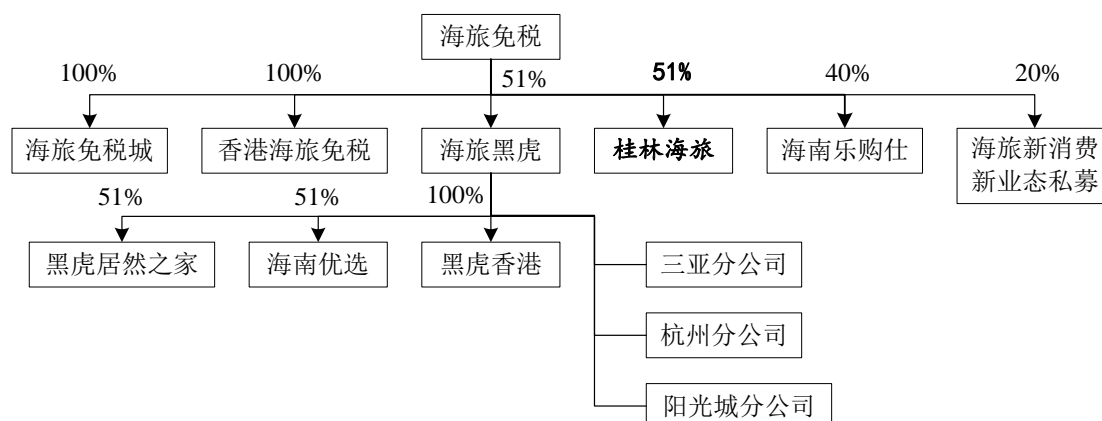 海旅免税
100%
100%
51%
51%
40%
20%
海旅免税城
香港海旅免税
海旅黑虎
桂林海旅
海南乐购仕
海旅新消费
新业态私募
51%
51%
100%
黑虎居然之家
海南优选
黑虎香港
三亚分公司
杭州分公司
阳光城分公司